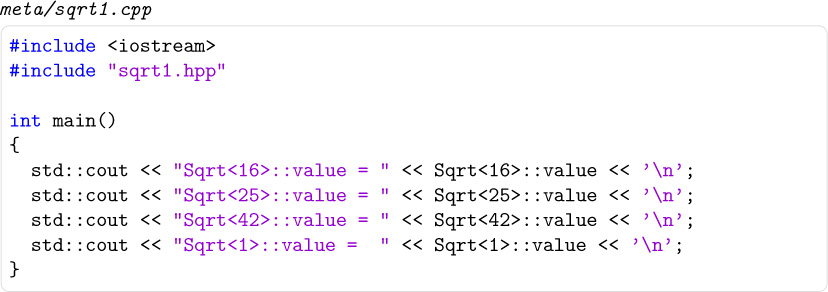 meta/sqrt1.cpp
#include <iostream>
#include "sqrt1.hpp"
int main()
{
  std::cout << "Sqrt<16>::value = " << Sqrt<16>::value << ’\n’;
  std::cout << "Sqrt<25>::value = " << Sqrt<25>::value << ’\n’;
  std::cout << "Sqrt<42>::value = " << Sqrt<42>::value << ’\n’;
  std::cout << "Sqrt<1>::value =  " << Sqrt<1>::value << ’\n’;
}